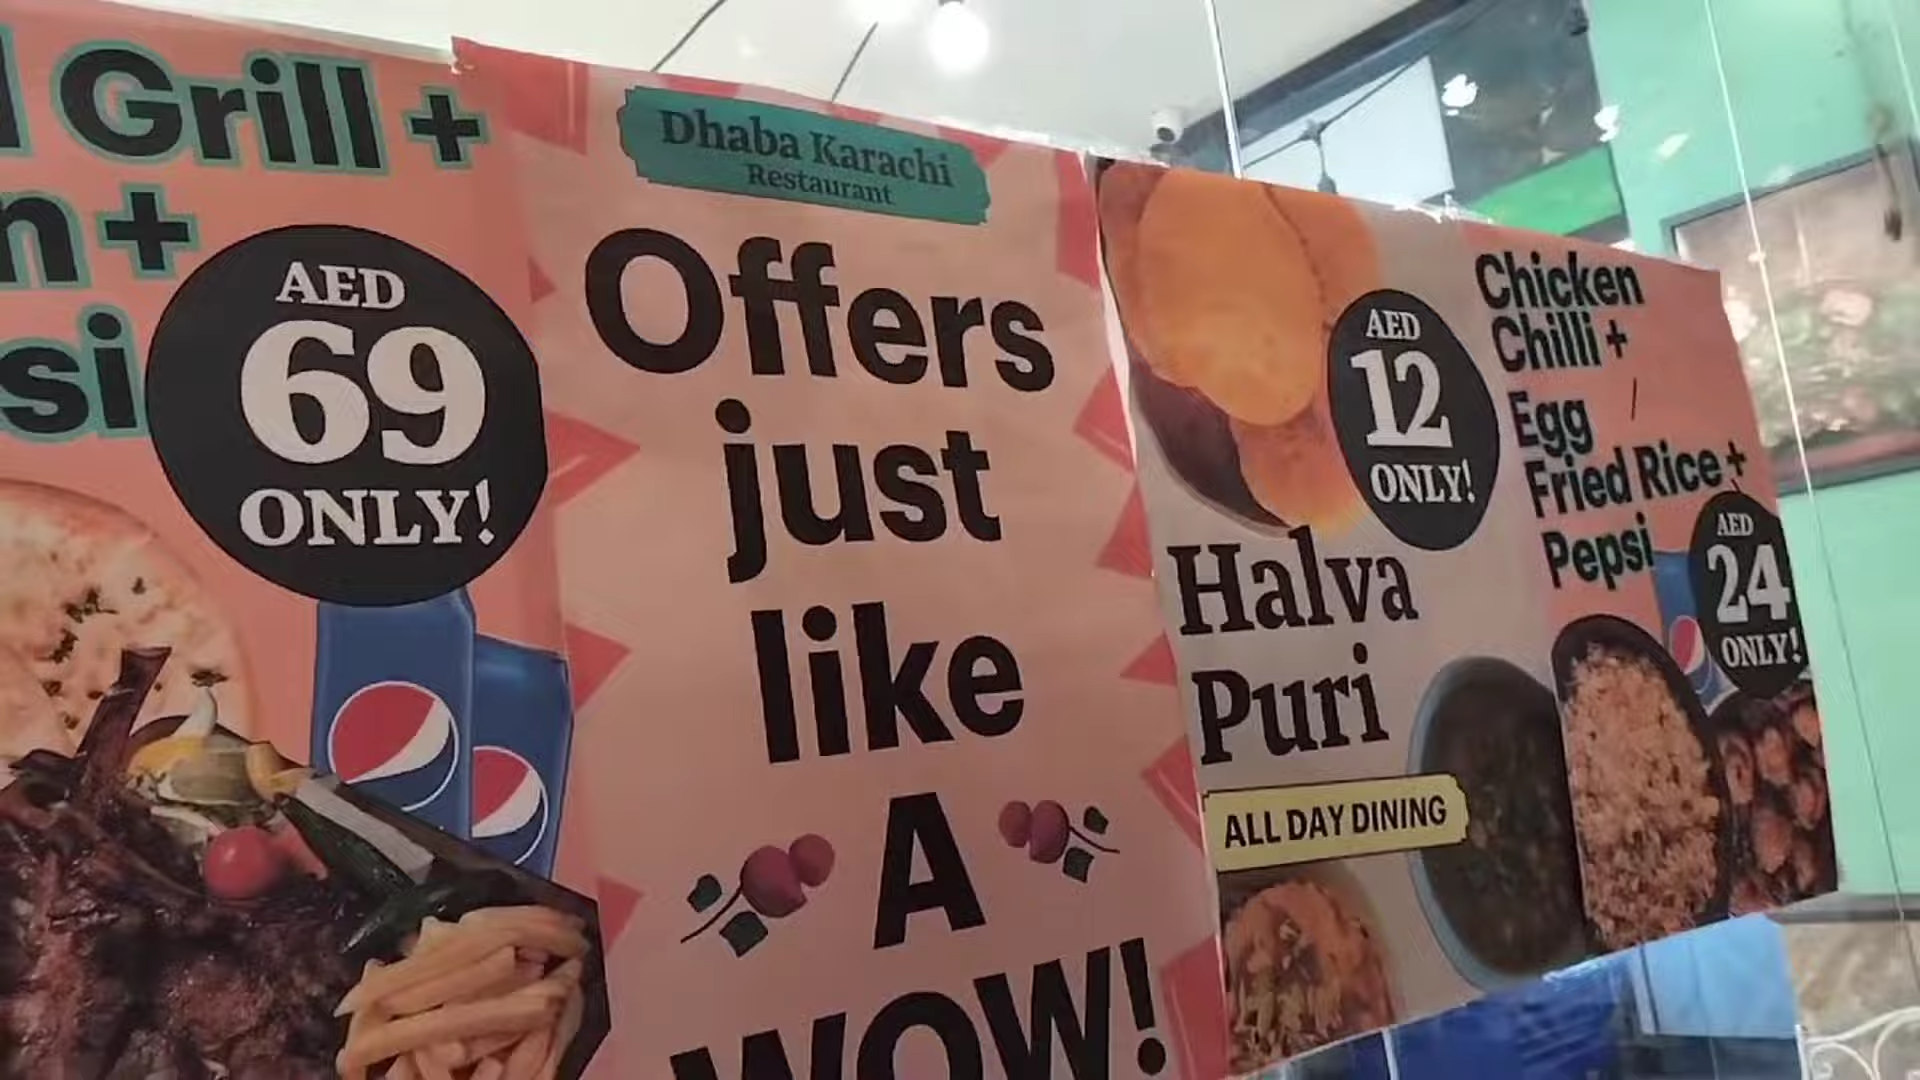 Grill +
n +
si
AED
69
ONLY!
Dhaba Karachi
Restaurant
Offers
just
like
A
WOW!
AED
12
ONLY!
Halva
Puri
ALL DAY DINING
Chicken
Chilli +
Egg
Fried Rice +
Pepsi
AED
24
ONLY!